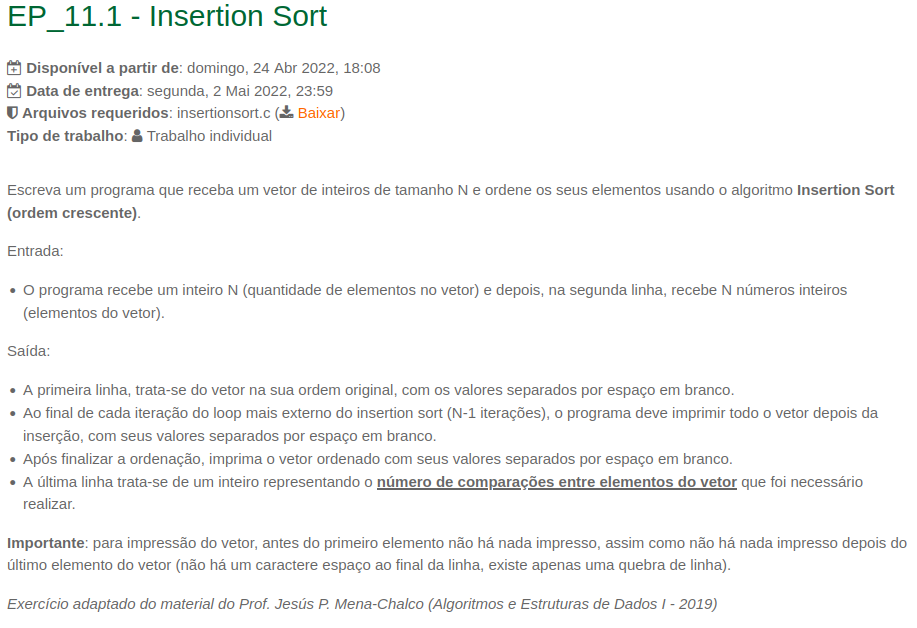 EP_11.1 - Insertion Sort
Disponível a partir de: domingo, 24 Abr 2022, 18:08
Data de entrega: segunda, 2 Mai 2022, 23:59
Arquivos requeridos: insertionsort.c (Baixar)
Tipo de trabalho: Trabalho individual
Escreva um programa que receba um vetor de inteiros de tamanho N e ordene os seus elementos usando o algoritmo Insertion Sort
(ordem crescente).
Entrada:
• O programa recebe um inteiro N (quantidade de elementos no vetor) e depois, na segunda linha, recebe N números inteiros
(elementos do vetor).
Saída:
• A primeira linha, trata-se do vetor na sua ordem original, com os valores separados por espaço em branco.
• Ao final de cada iteração do loop mais externo do insertion sort (N-1 iterações), o programa deve imprimir todo o vetor depois da
inserção, com seus valores separados por espaço em branco.
• Após finalizar a ordenação, imprima o vetor ordenado com seus valores separados por espaço em branco.
• A última linha trata-se de um inteiro representando o número de comparações entre elementos do vetor que foi necessário
realizar.
Importante: para impressão do vetor, antes do primeiro elemento não há nada impresso, assim como não há nada impresso depois do
último elemento do vetor (não há um caractere espaço ao final da linha, existe apenas uma quebra de linha).
Exercício adaptado do material do Prof. Jesús P. Mena-Chalco (Algoritmos e Estruturas de Dados I - 2019)